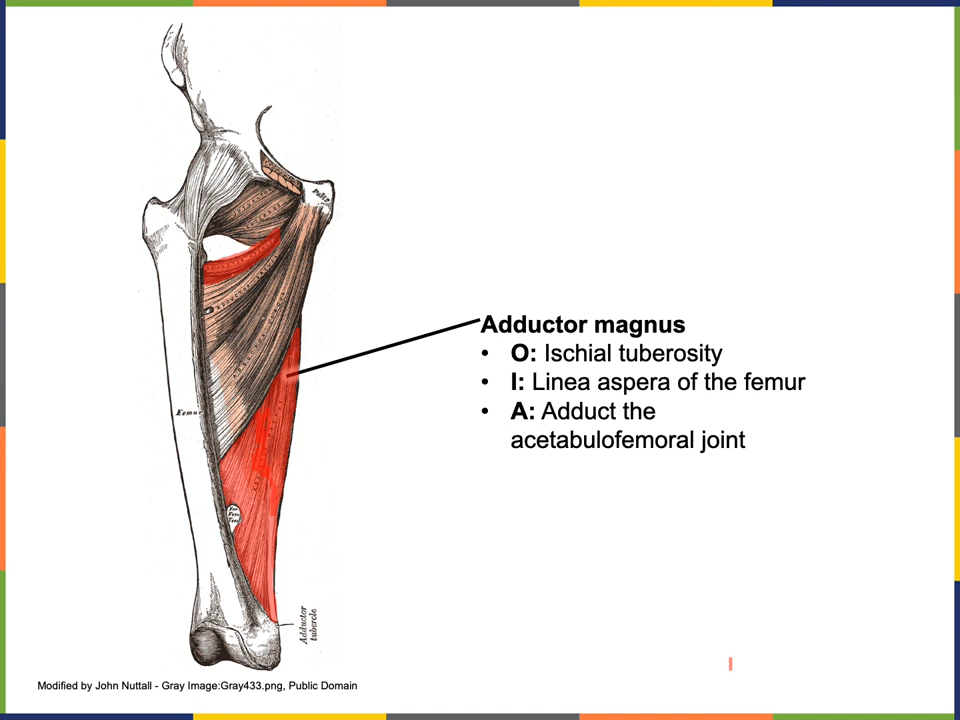 Pubis
Adductor magnus
• O: Ischial tuberosity
• I: Linea aspera of the femur
• A: Adduct the
acetabulofemoral joint
Femur
Adductor
tubercle
Modified by John Nuttall - Gray Image:Gray433.png, Public Domain